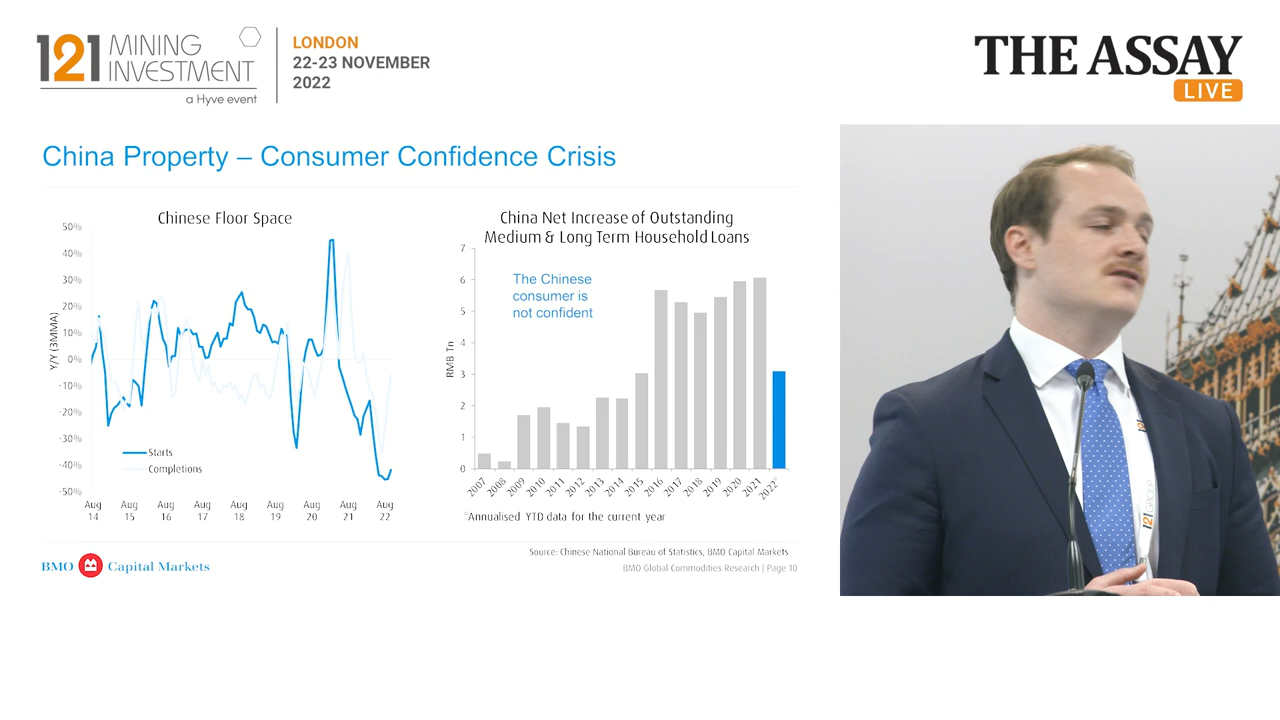 121 MINING INVESTMENT
a Hyve event
LONDON
22-23 NOVEMBER
2022
THE ASSAY
LIVE
China Property – Consumer Confidence Crisis
Chinese Floor Space
Y/Y (3MMA)
50%
40%
30%
20%
10%
0%
-10%
-20%
-30%
-40%
-50%
Starts
Completions
Aug 14
Aug 15
Aug 16
Aug 17
Aug 18
Aug 19
Aug 20
Aug 21
Aug 22
China Net Increase of Outstanding
Medium & Long Term Household Loans
RMB Tn
7
6
5
4
3
2
1
0
The Chinese
consumer is
not confident
2007
2008
2009
2010
2011
2012
2013
2014
2015
2016
2017
2018
2019
2020
2021
2022*
*Annualised YTD data for the current year
Source: Chinese National Bureau of Statistics, BMO Capital Markets
BMO Capital Markets
BMO Global Commodities Research | Page 10
121
121 GROUP